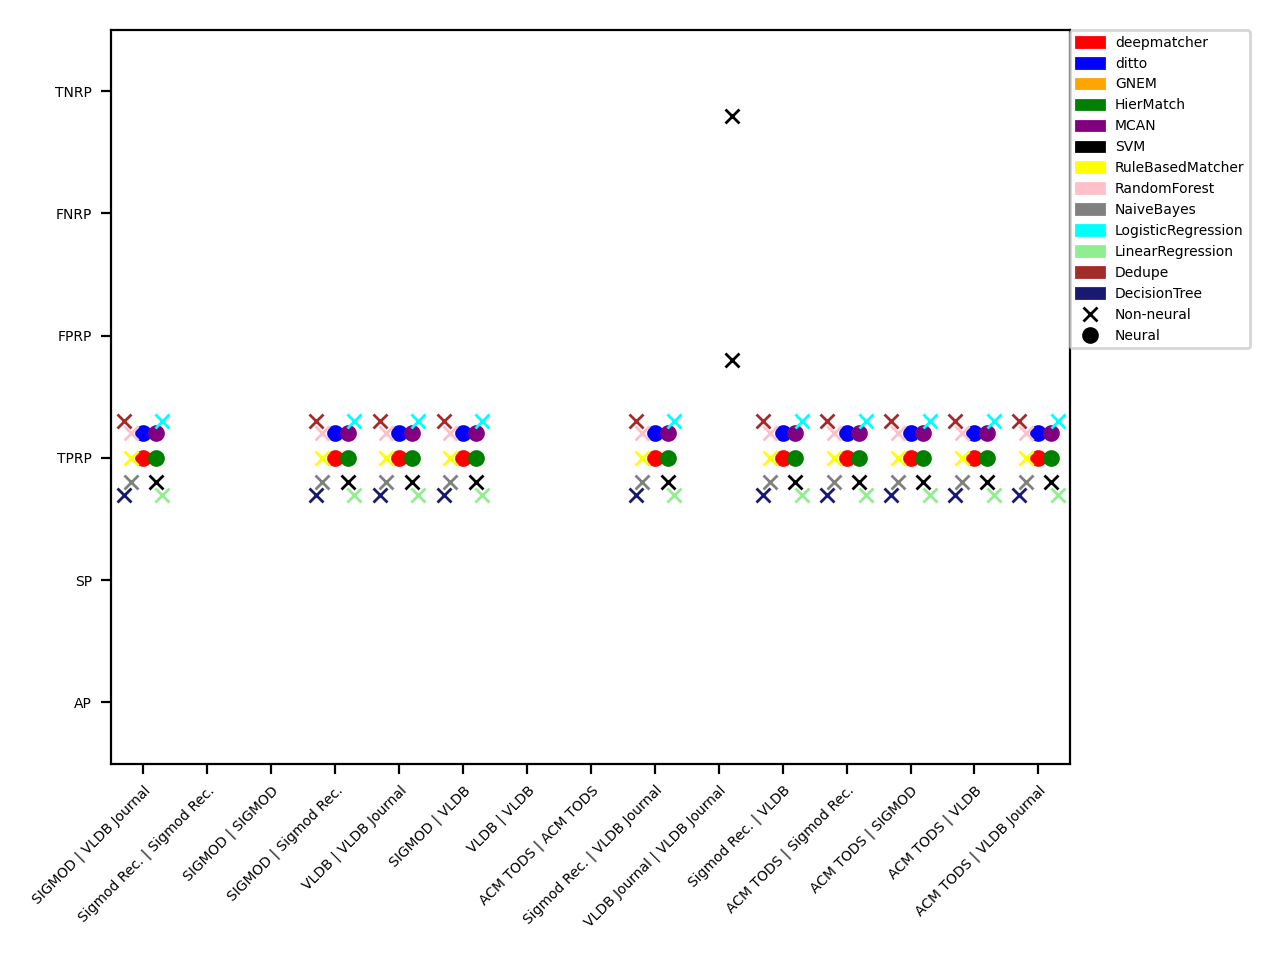 TNRP
FNRP
FPRP
TPRP
SP
AP
SIGMOD | VLDB Journal
Sigmod Rec. | Sigmod Rec.
SIGMOD | SIGMOD
SIGMOD | Sigmod Rec.
VLDB | VLDB Journal
SIGMOD | VLDB
VLDB | VLDB
ACM TODS | ACM TODS
Sigmod Rec. | VLDB Journal
VLDB Journal | VLDB Journal
Sigmod Rec. | VLDB
ACM TODS | Sigmod Rec.
ACM TODS | SIGMOD
ACM TODS | VLDB
ACM TODS | VLDB Journal
deepmatcher
ditto
GNEM
HierMatch
MCAN
SVM
RuleBasedMatcher
RandomForest
NaiveBayes
LogisticRegression
LinearRegression
Dedupe
DecisionTree
Non-neural
Neural